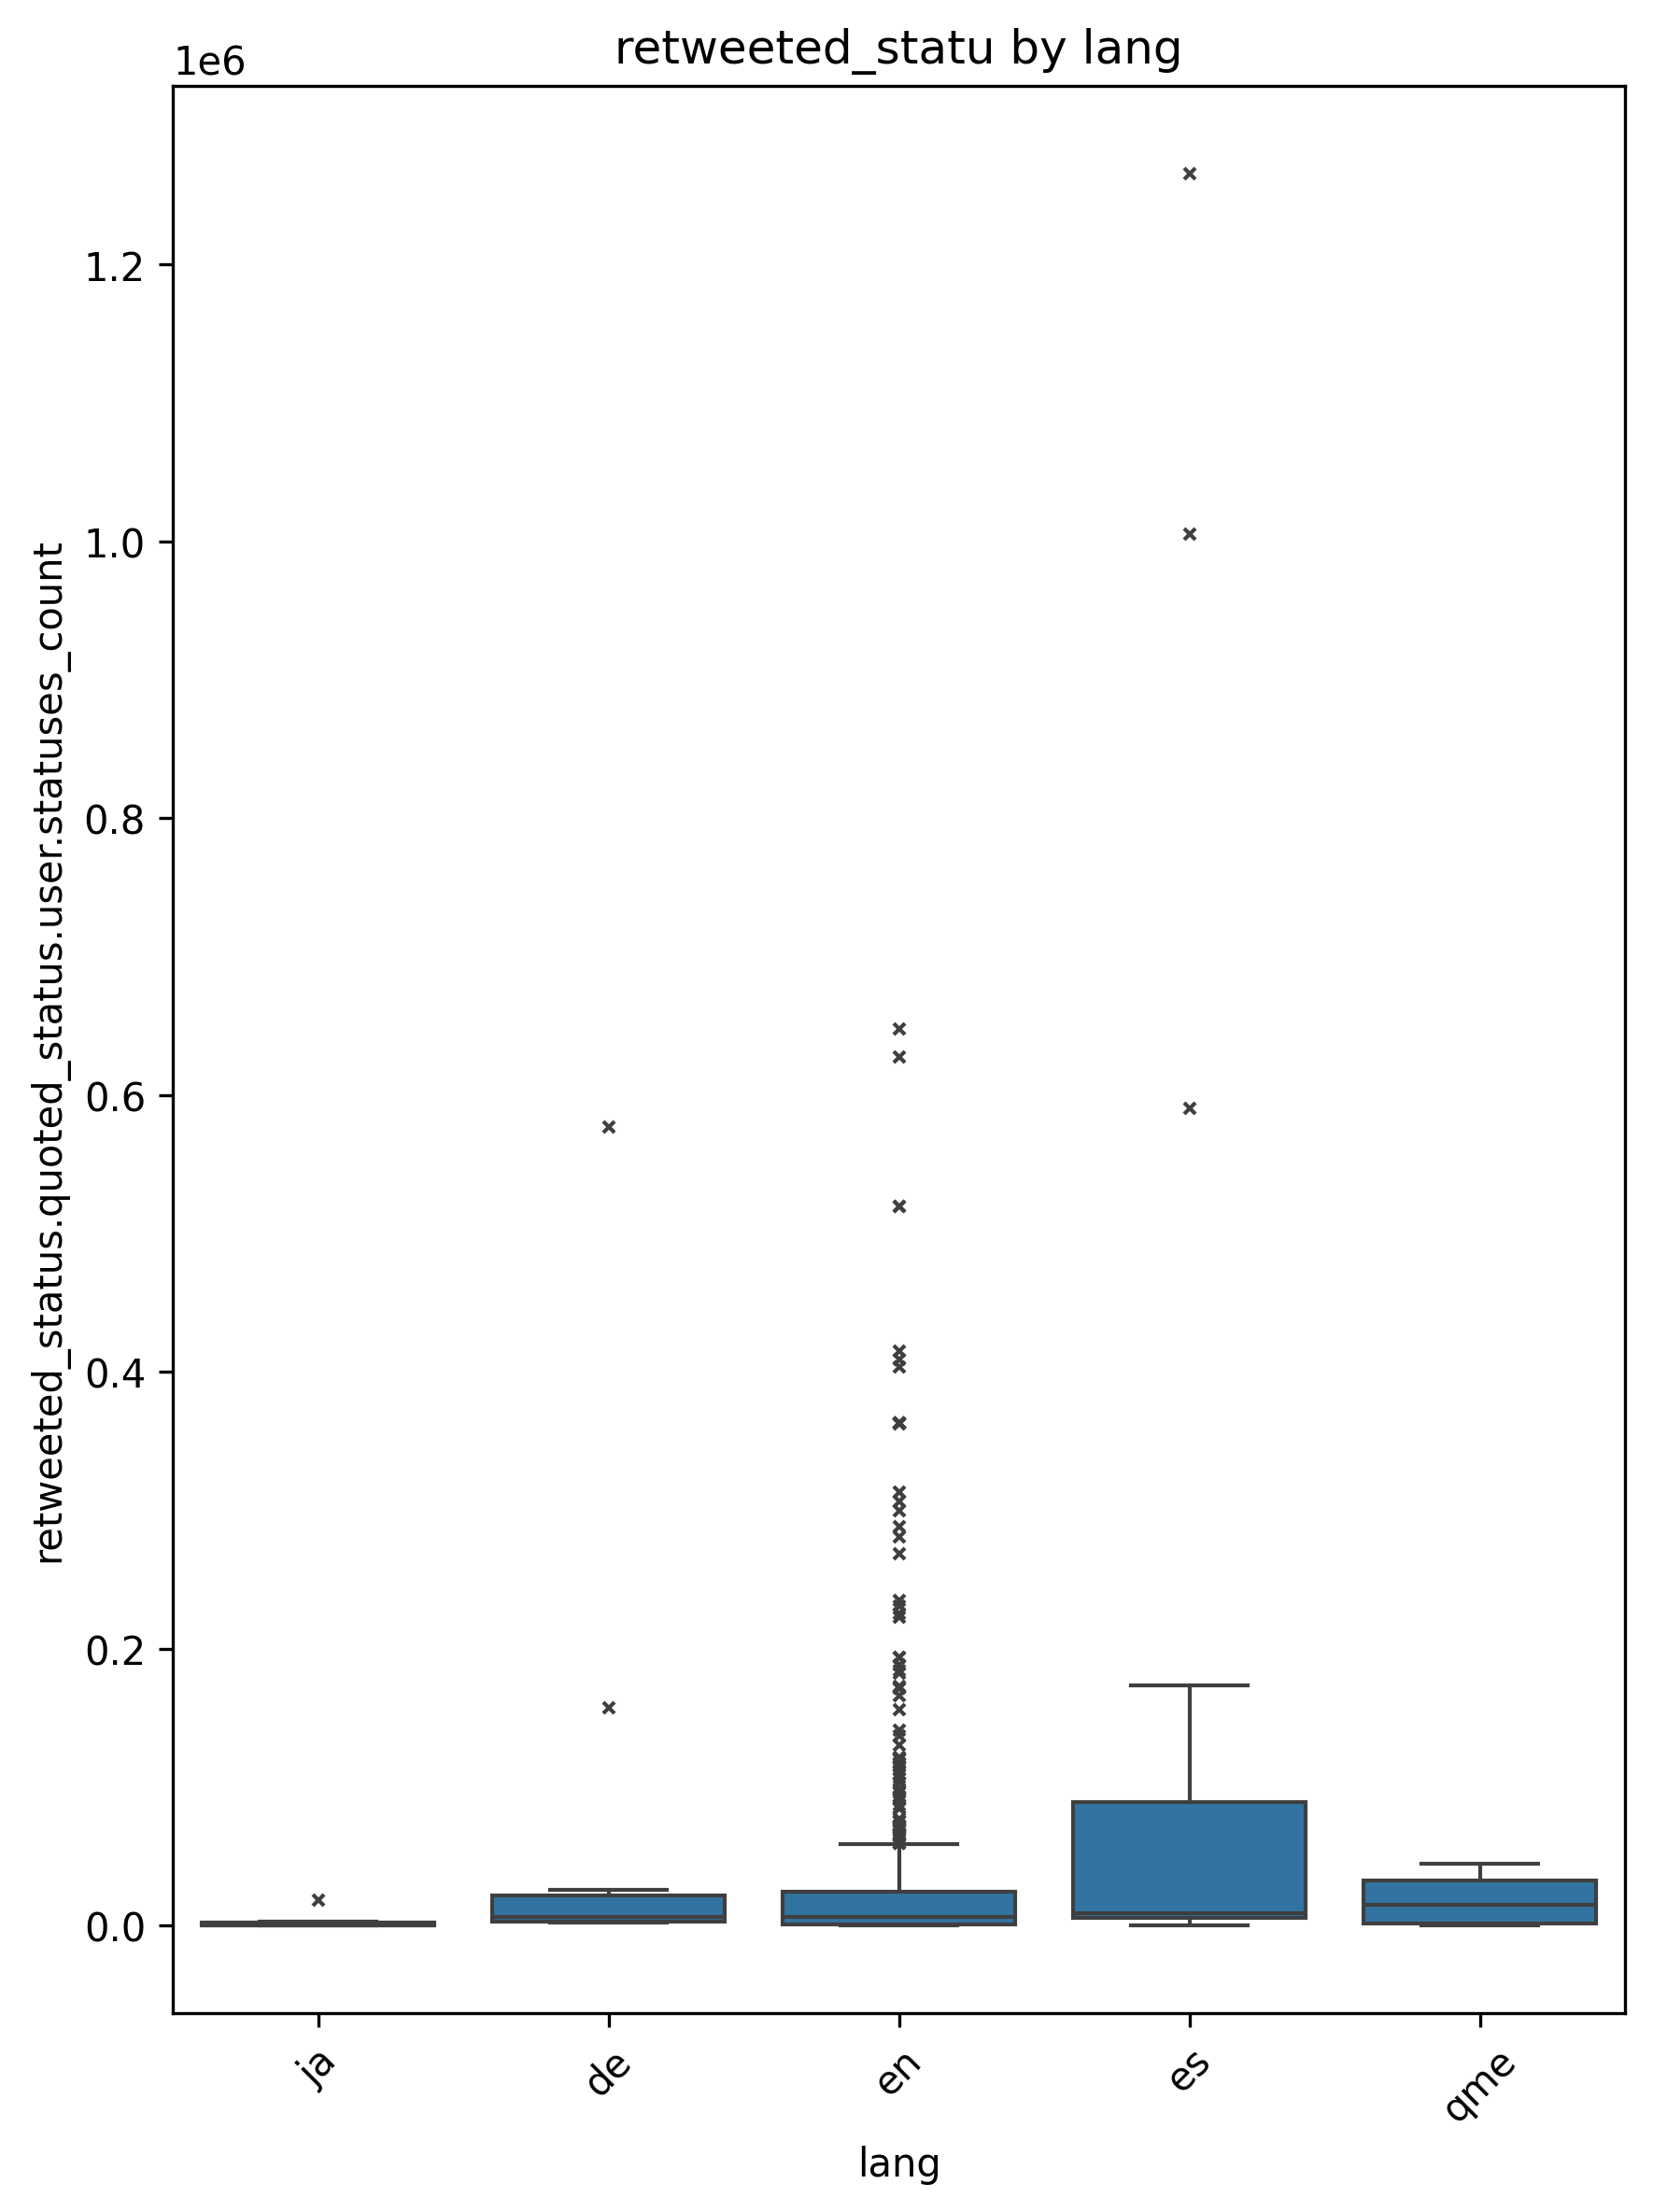 retweeted_statu by lang
1e6
1.2
1.0
0.8
0.6
0.4
0.2
0.0
retweeted_status.quoted_status.user.statuses_count
ja
de
en
es
qme
lang